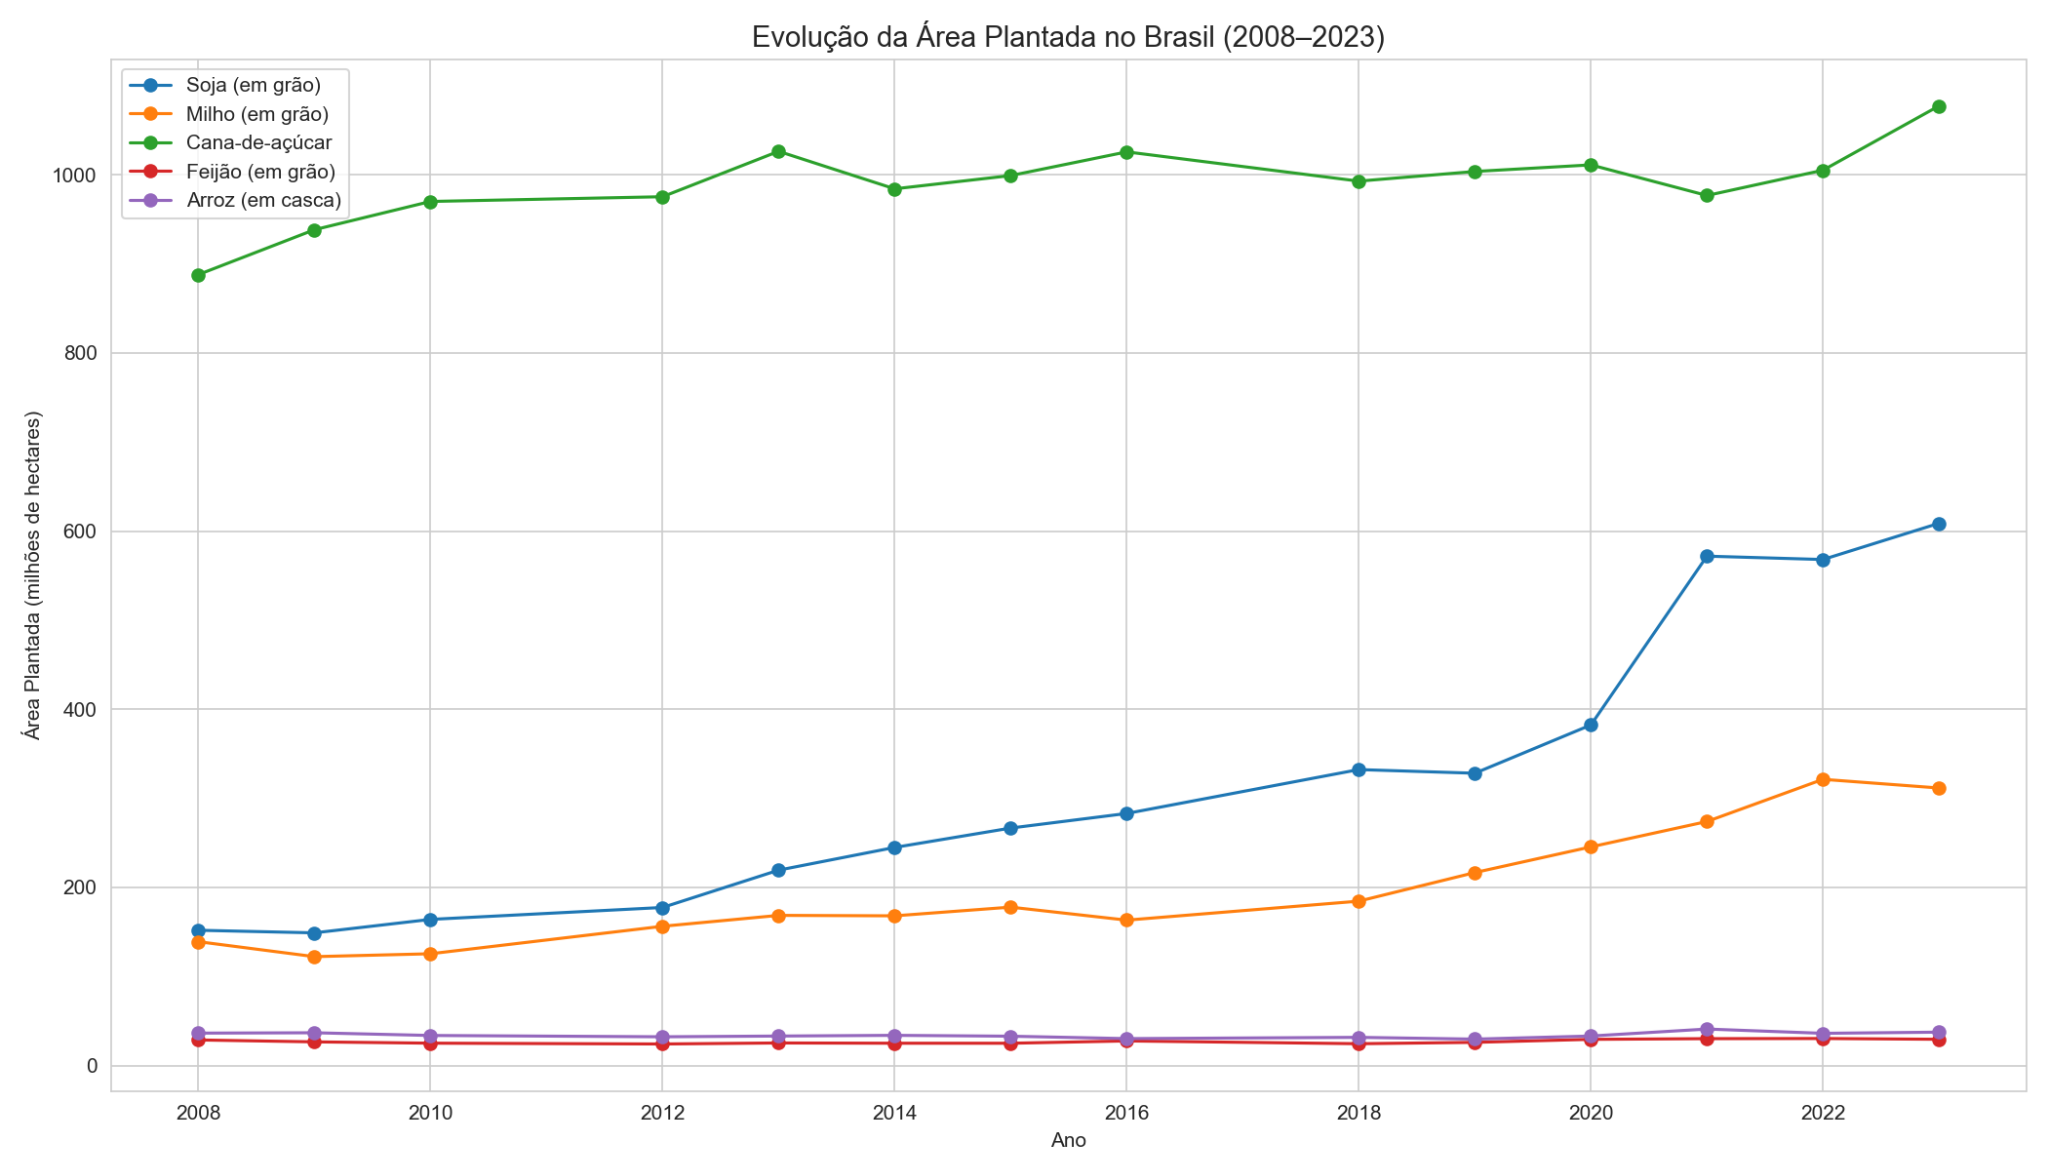 Evolução da Área Plantada no Brasil (2008–2023)
Soja (em grão)
Milho (em grão)
Cana-de-açúcar
Feijão (em grão)
Arroz (em casca)
Área Plantada (milhões de hectares)
1000
800
600
400
200
0
2008 2010 2012 2014 2016 2018 2020 2022
Ano